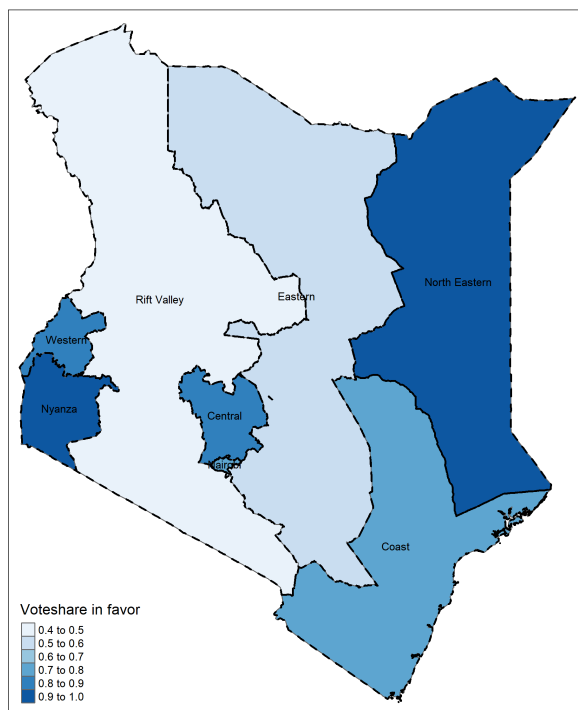 North Eastern
Rift Valley
Eastern
Western
Nyanza
Central
Nairobi
Coast
Voteshare in favor
0.4 to 0.5
0.5 to 0.6
0.6 to 0.7
0.7 to 0.8
0.8 to 0.9
0.9 to 1.0